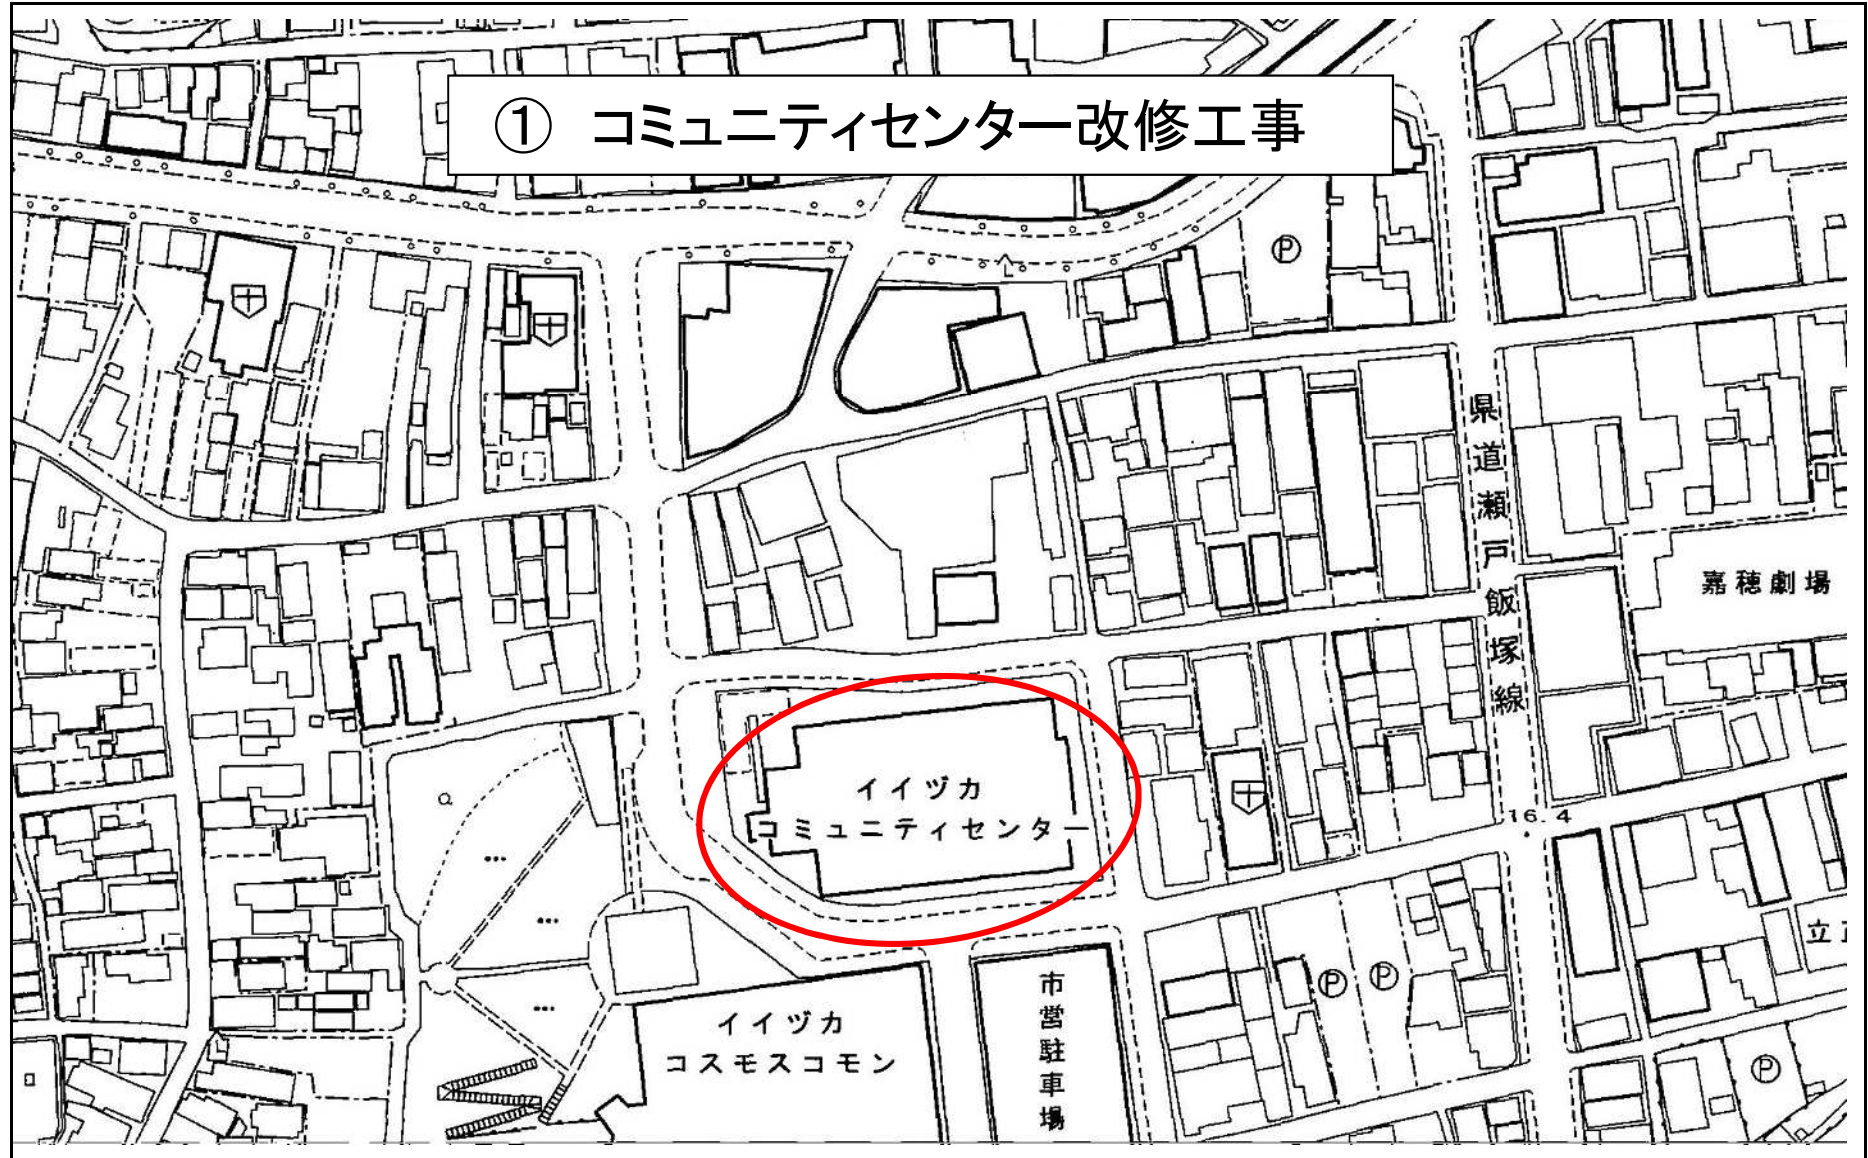 ① コミュニティセンター改修工事
Ⓟ
県道瀬戸飯塚線
嘉穂劇場
イイヅカ
コミュニティセンター
16.4
立
Ⓟ Ⓟ
市営駐車場
イイヅカ
コスモスコモン
Ⓟ